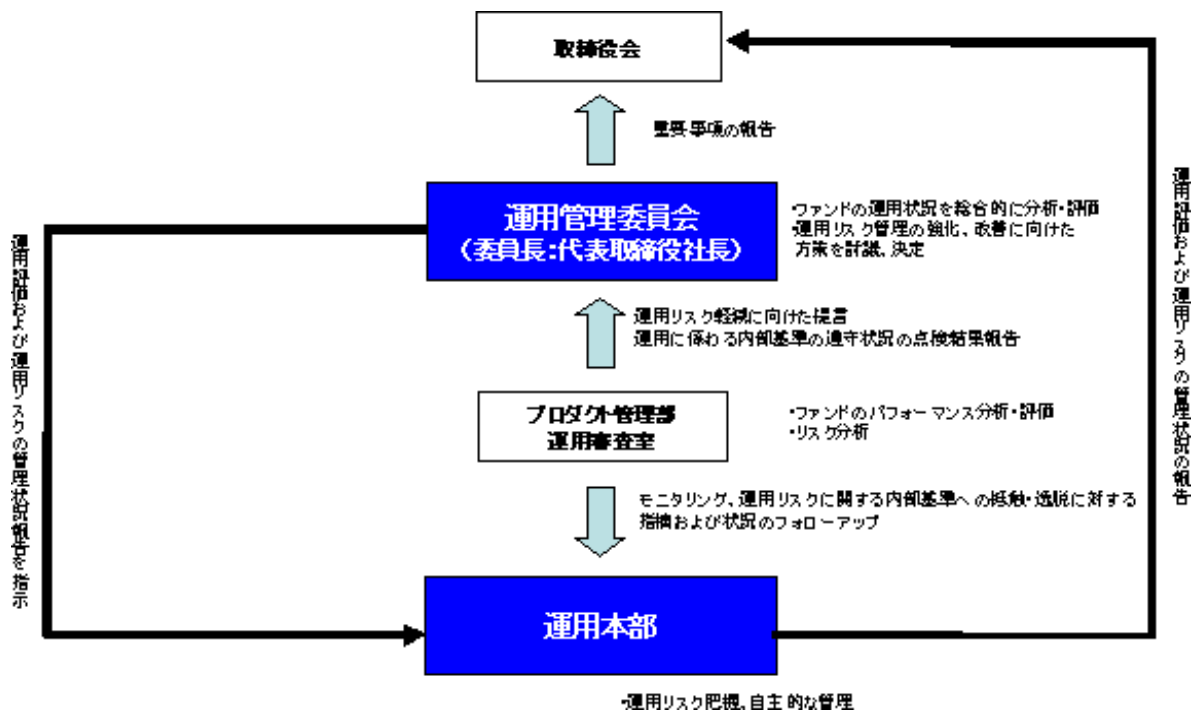 取締役会
重要事項の報告
運用管理委員会
（委員長：代表取締役社長）
・ファンドの運用状況を総合的に分析・評価
・運用リスク管理の強化、改善に向けた
方策を討議、決定
運用リスク軽減に向けた提言
運用に係わる内部基準の遵守状況の点検結果報告
プロダクト管理部
運用審査室
・ファンドのパフォーマンス分析・評価
・リスク分析
モニタリング、運用リスクに関する内部基準への抵触・逸脱に対する
指摘および状況のフォローアップ
運用本部
・運用リスク把握、自主的な管理
運用評価および運用リスクの管理状況報告を指示
運用評価および運用リスクの管理状況の報告